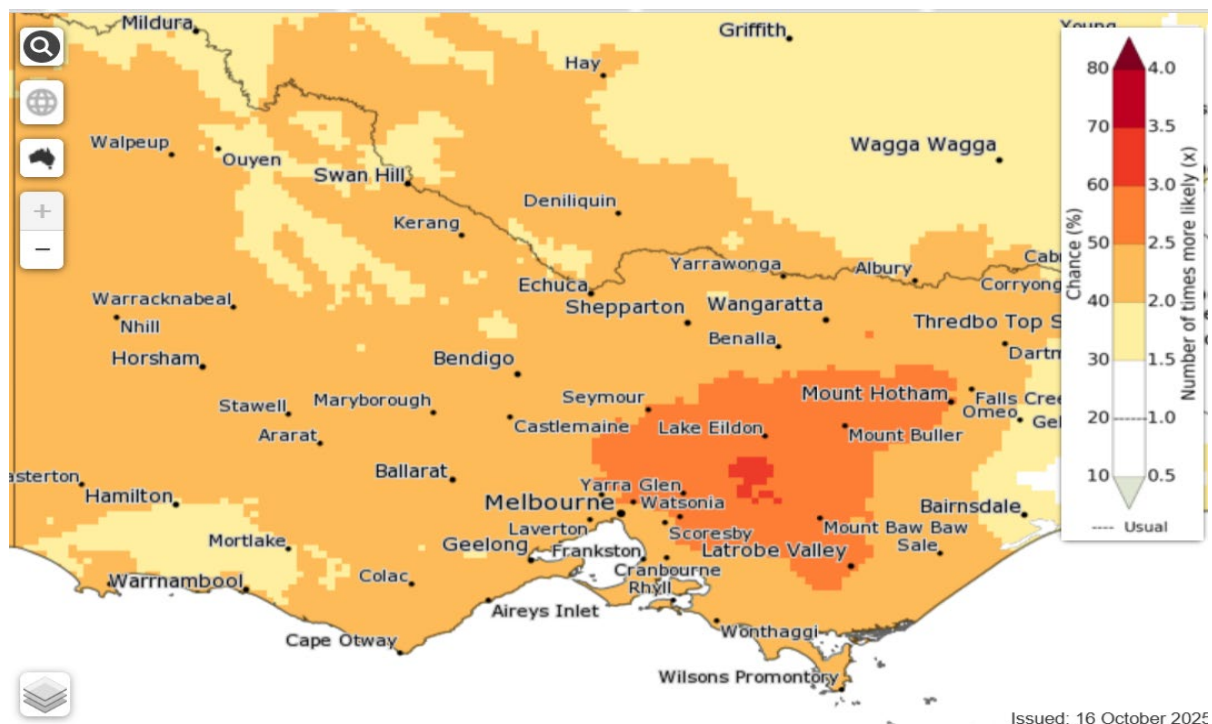 Mildura
Griffith
Young
Hay
Walpeup
Ouyen
Wagga Wagga
Swan Hill
Deniliquin
Kerang
Yarrawonga
Albury
Cab
Echuca
Corryong
Warracknabeal
Shepparton
Wangaratta
Nhill
Thredbo Top S
Benalla
Horsham
Bendigo
Dartm
Stawell
Maryborough
Seymour
Mount Hotham
Falls Cree
Castlemaine
Lake Eildon
Omeo
Ararat
Mount Buller
Gel
Ballarat
asterton
Yarra Glen
Hamilton
Melbourne
Watsonia
Bairnsdale
Laverton
Scoresby
Mount Baw Baw
Mortlake
Geelong
Frankston
Latrobe Valley
Sale
Cranbourne
Warrnambool
Colac
Rhyll
Aireys Inlet
Wonthaggi
Cape Otway
Wilsons Promontory
80 4.0
70 3.5
60 3.0
50 2.5
40 2.0
30 1.5
20 1.0
10 0.5
Chance (%)
Number of times more likely (x)
---- Usual
+
−
Issued: 16 October 2025